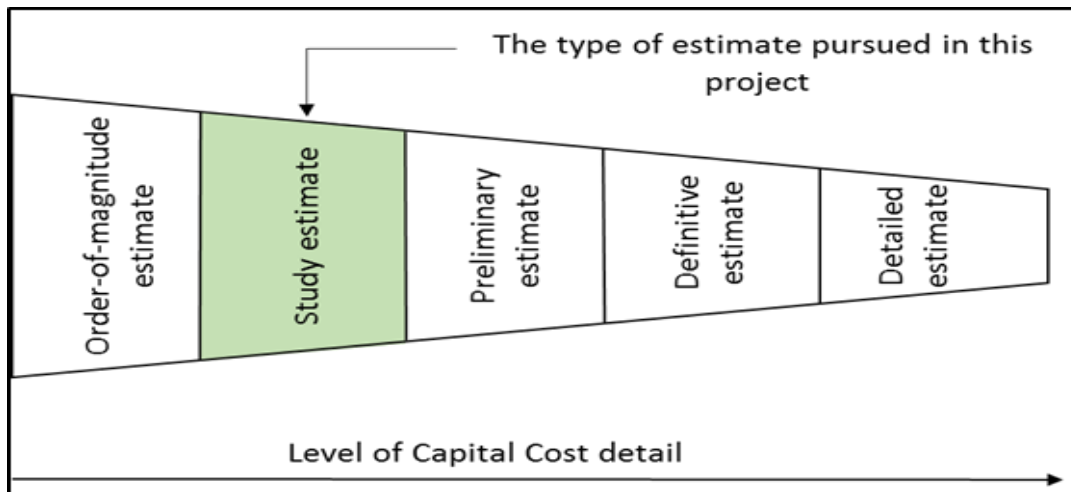 The type of estimate pursued in this
project
Order-of-magnitude
estimate
Study estimate
Preliminary
estimate
Definitive
estimate
Detailed
estimate
Level of Capital Cost detail